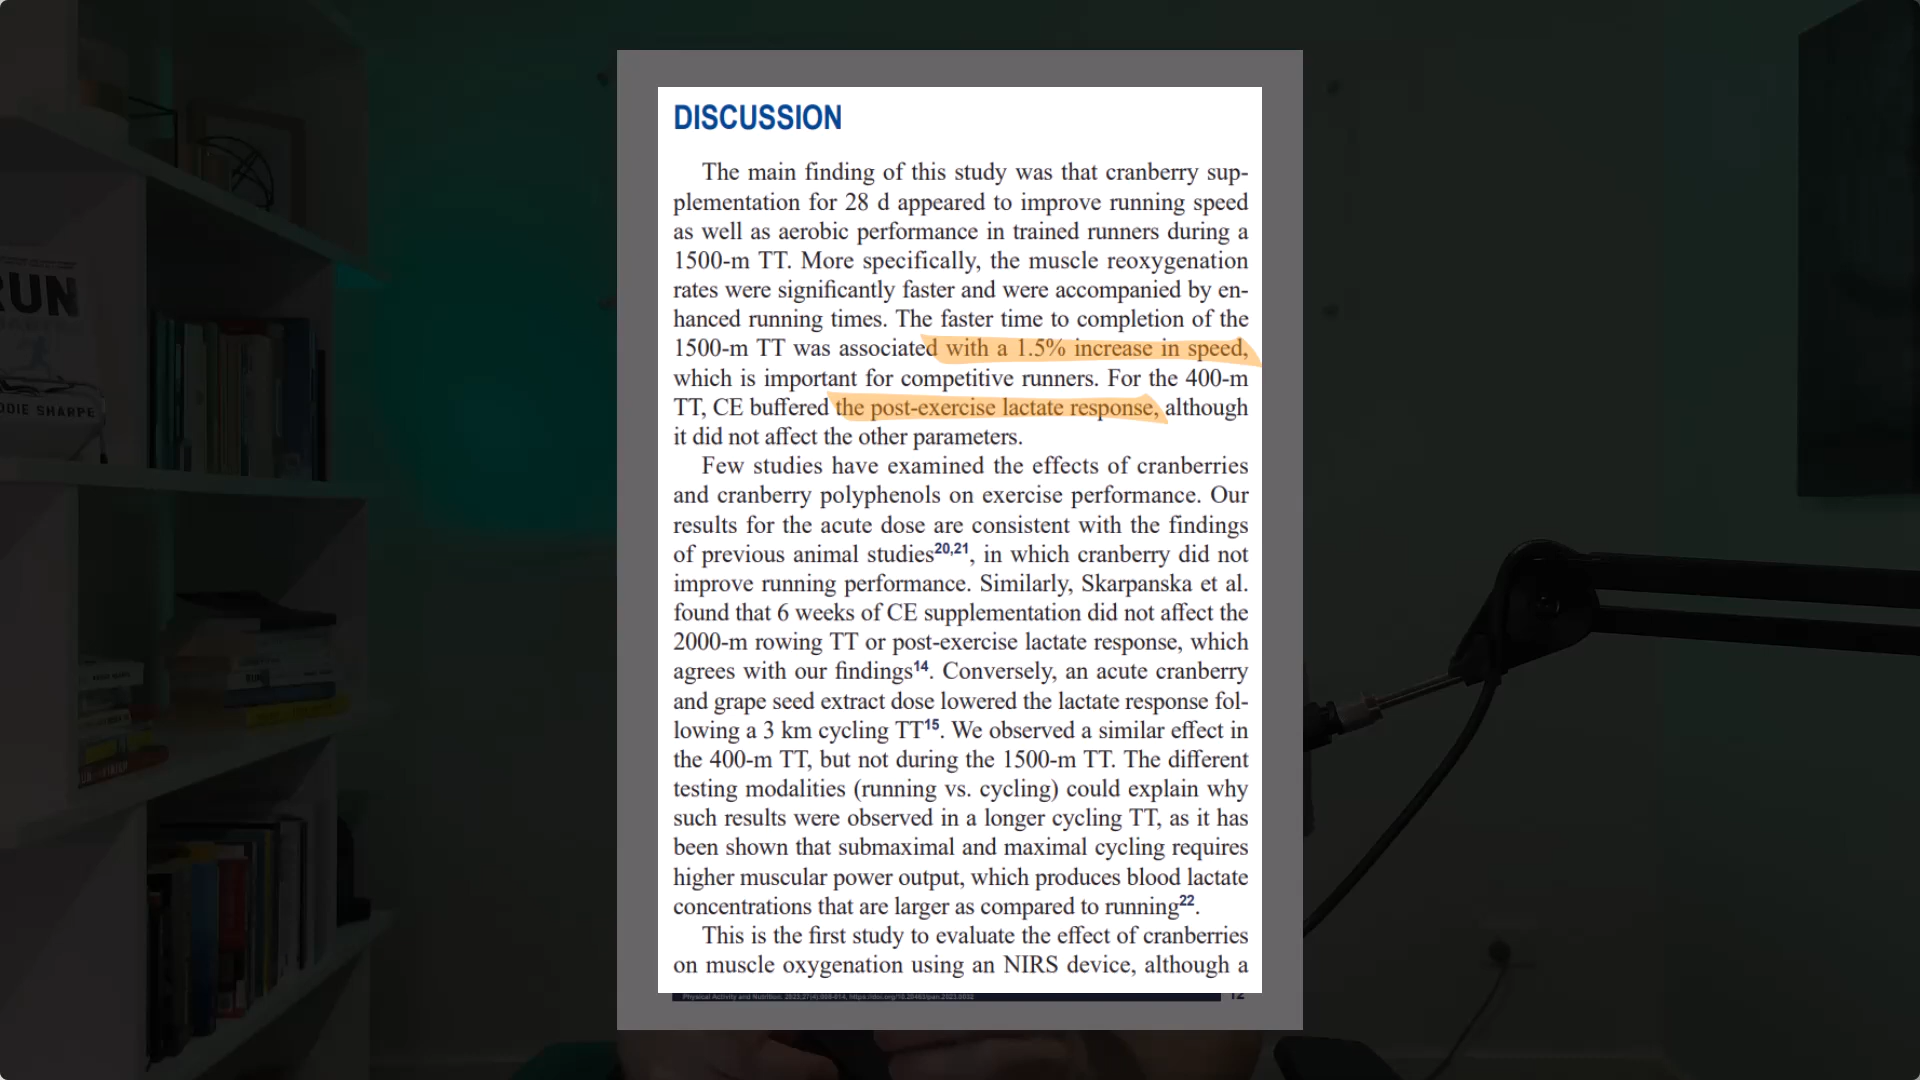 DISCUSSION
The main finding of this study was that cranberry sup-
plementation for 28 d appeared to improve running speed
as well as aerobic performance in trained runners during a
1500-m TT. More specifically, the muscle reoxygenation
rates were significantly faster and were accompanied by en-
hanced running times. The faster time to completion of the
1500-m TT was associated with a 1.5% increase in speed,
which is important for competitive runners. For the 400-m
TT, CE buffered the post-exercise lactate response, although
it did not affect the other parameters.
Few studies have examined the effects of cranberries
and cranberry polyphenols on exercise performance. Our
results for the acute dose are consistent with the findings
of previous animal studies20,21, in which cranberry did not
improve running performance. Similarly, Skarpanska et al.
found that 6 weeks of CE supplementation did not affect the
2000-m rowing TT or post-exercise lactate response, which
agrees with our findings14. Conversely, an acute cranberry
and grape seed extract dose lowered the lactate response fol-
lowing a 3 km cycling TT15. We observed a similar effect in
the 400-m TT, but not during the 1500-m TT. The different
testing modalities (running vs. cycling) could explain why
such results were observed in a longer cycling TT, as it has
been shown that submaximal and maximal cycling requires
higher muscular power output, which produces blood lactate
concentrations that are larger as compared to running22.
This is the first study to evaluate the effect of cranberries
on muscle oxygenation using an NIRS device, although a
12
RUN
SHARPE